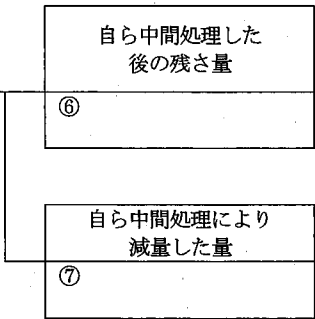 自ら中間処理した
後の残さ量
⑥
自ら中間処理により
減量した量
⑦